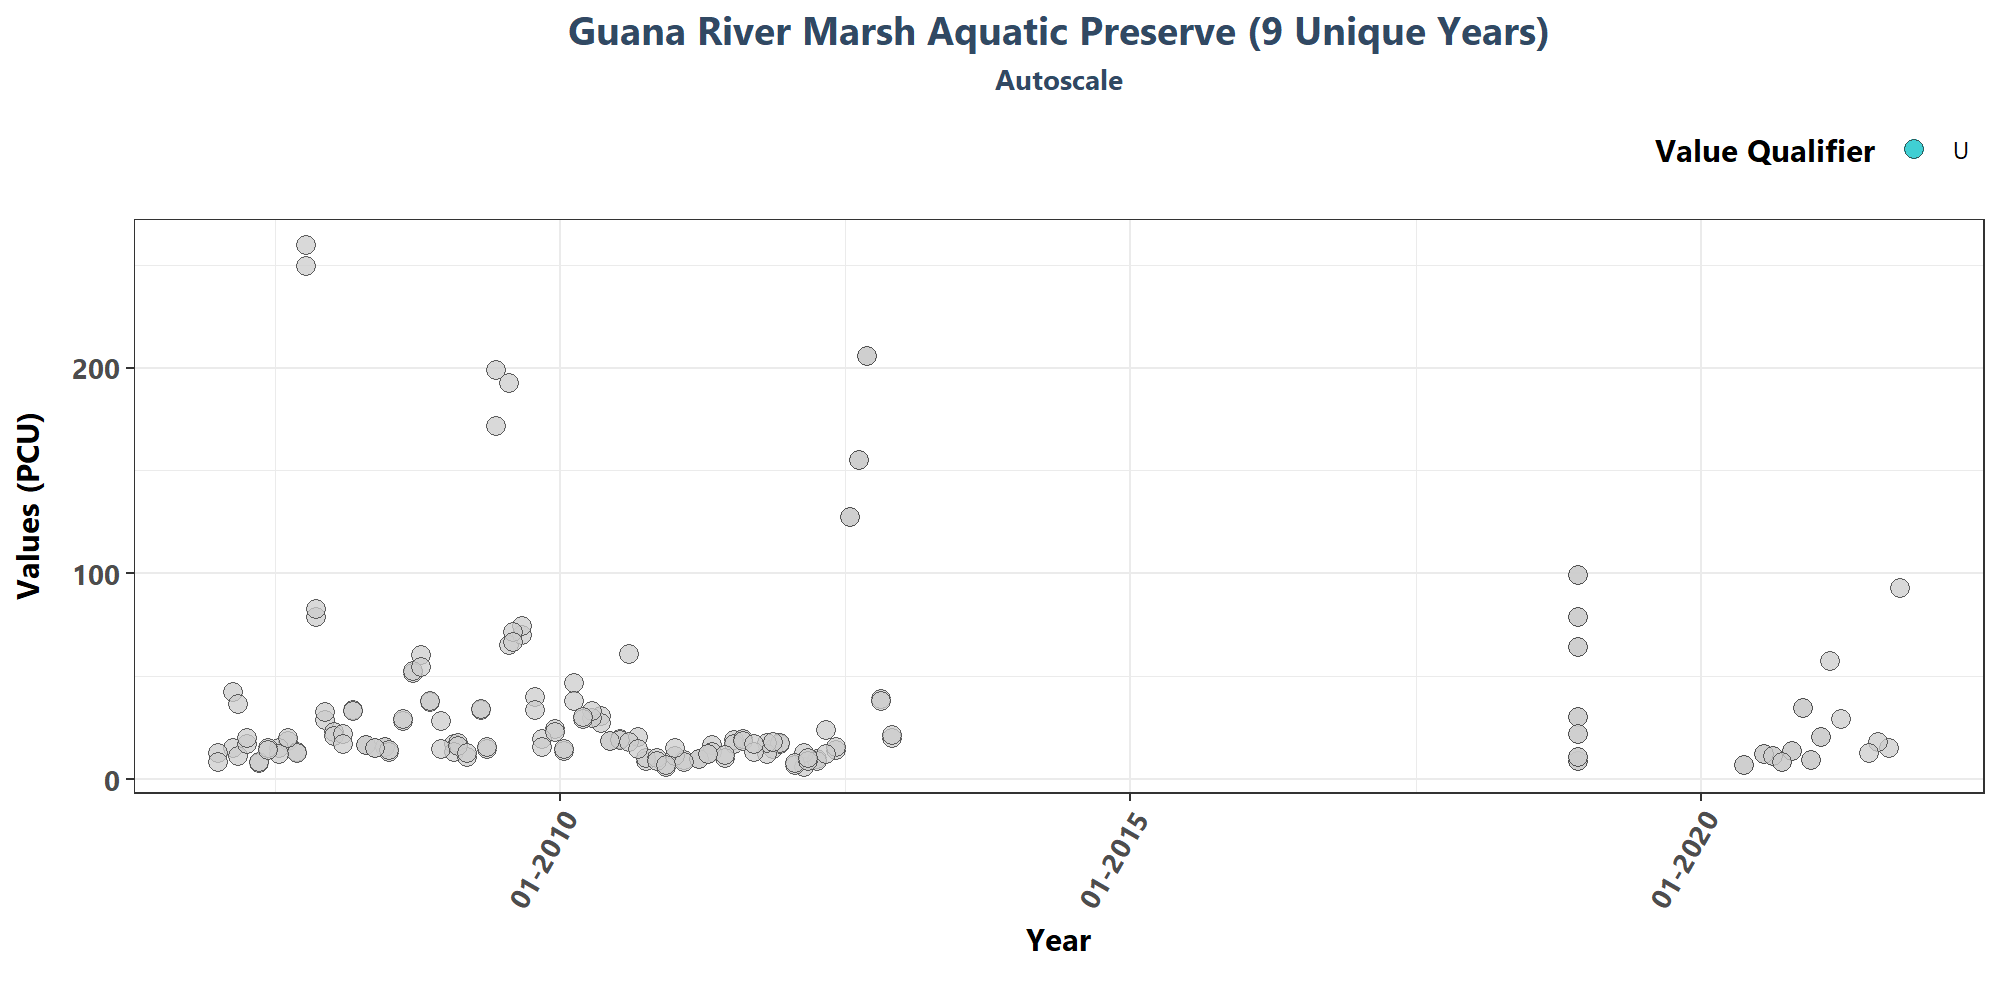 Guana River Marsh Aquatic Preserve (9 Unique Years)
Autoscale
Value Qualifier U
Values (PCU)
200
100
0
01-2010
01-2015
01-2020
Year